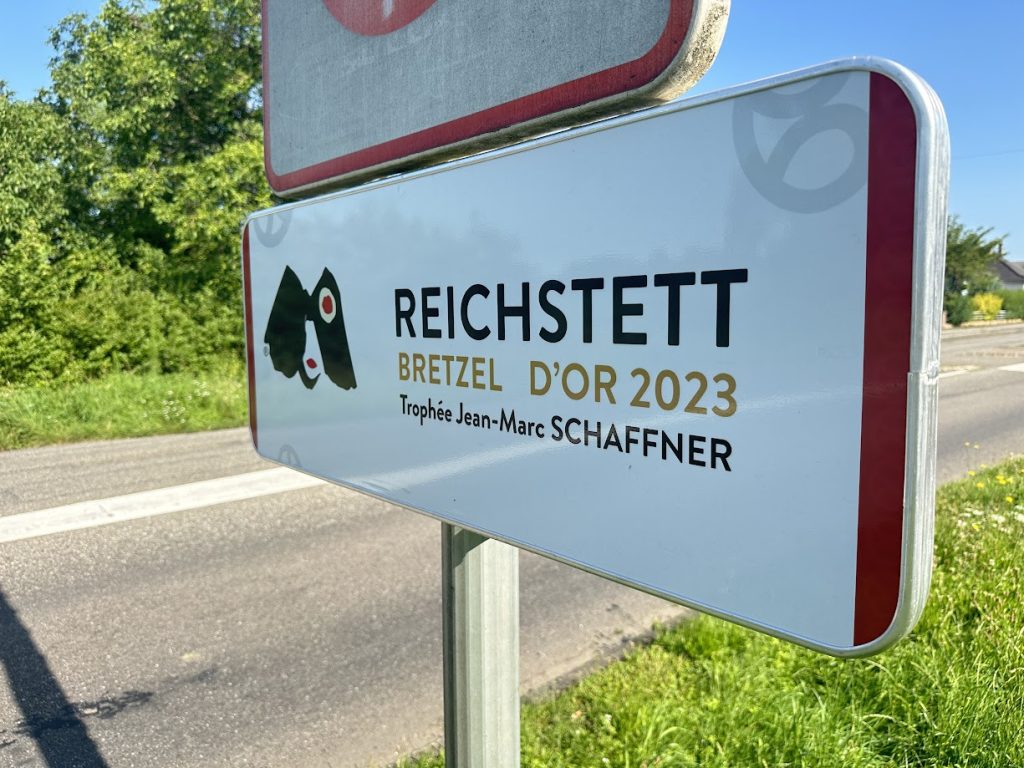 REICHSTETT
BRETZEL D'OR 2023
Trophée Jean-Marc SCHAFFNER